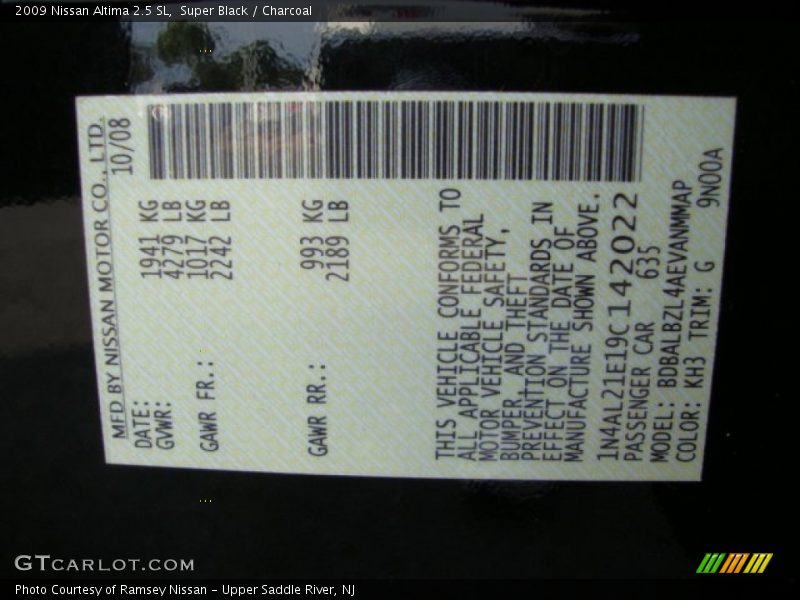 2009 Nissan Altima 2.5 SL,  Super Black / Charcoal
MFD BY NISSAN MOTOR CO., LTD.
DATE: 10/08
GVWR: 1941 KG
4279 LB
GAWR FR.: 1017 KG
2242 LB
GAWR RR.: 993 KG
2189 LB
THIS VEHICLE CONFORMS TO
ALL APPLICABLE FEDERAL
MOTOR VEHICLE SAFETY,
BUMPER, AND THEFT
PREVENTION STANDARDS IN
EFFECT ON THE DATE OF
MANUFACTURE SHOWN ABOVE.
1N4AL21E19C142022
PASSENGER CAR 635
MODEL: BDBALBZL4AEVANMMAP
COLOR: KH3 TRIM: G 9N00A
GTCARLOT.COM
Photo Courtesy of Ramsey Nissan – Upper Saddle River, NJ